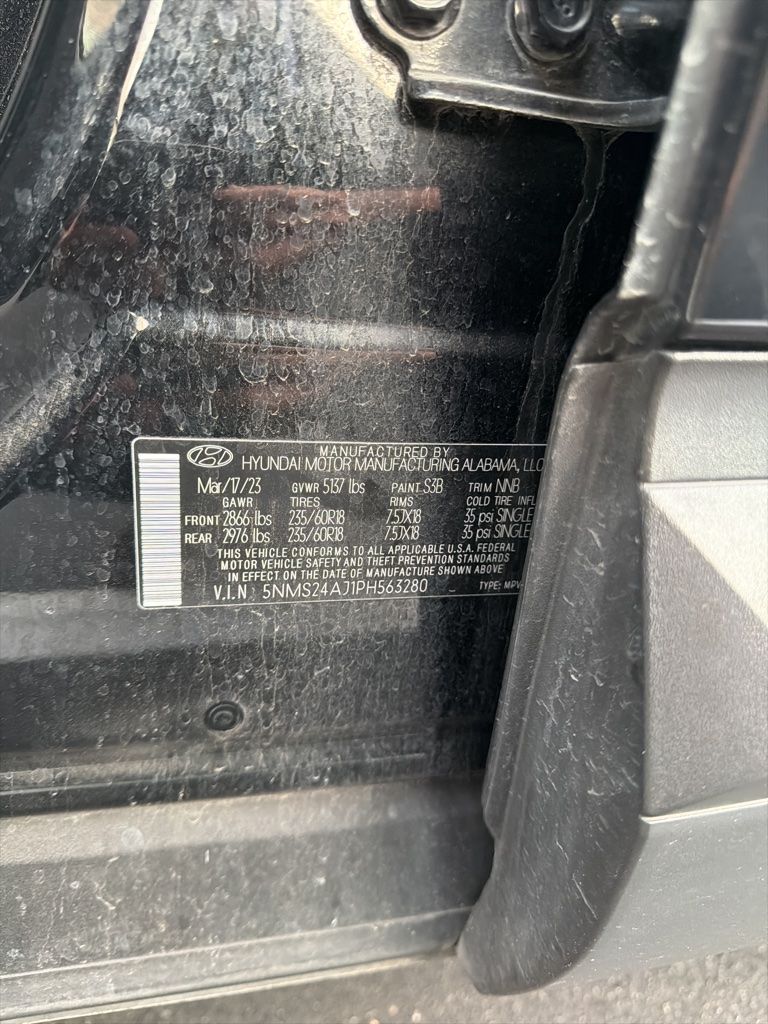 MANUFACTURED BY
HYUNDAI MOTOR MANUFACTURING ALABAMA, LLC
Mar/17/23 GVWR 5137 lbs PAINT S3B TRIM NNB
GAWR TIRES RIMS COLD TIRE INFL
FRONT 2866 lbs 235/60R18 7.5JX18 35 psi SINGLE
REAR 2976 lbs 235/60R18 7.5JX18 35 psi SINGLE
THIS VEHICLE CONFORMS TO ALL APPLICABLE U.S.A. FEDERAL
MOTOR VEHICLE SAFETY AND THEFT PREVENTION STANDARDS
IN EFFECT ON THE DATE OF MANUFACTURE SHOWN ABOVE
V.I.N 5NMS24AJ1PH563280 TYPE: MPV